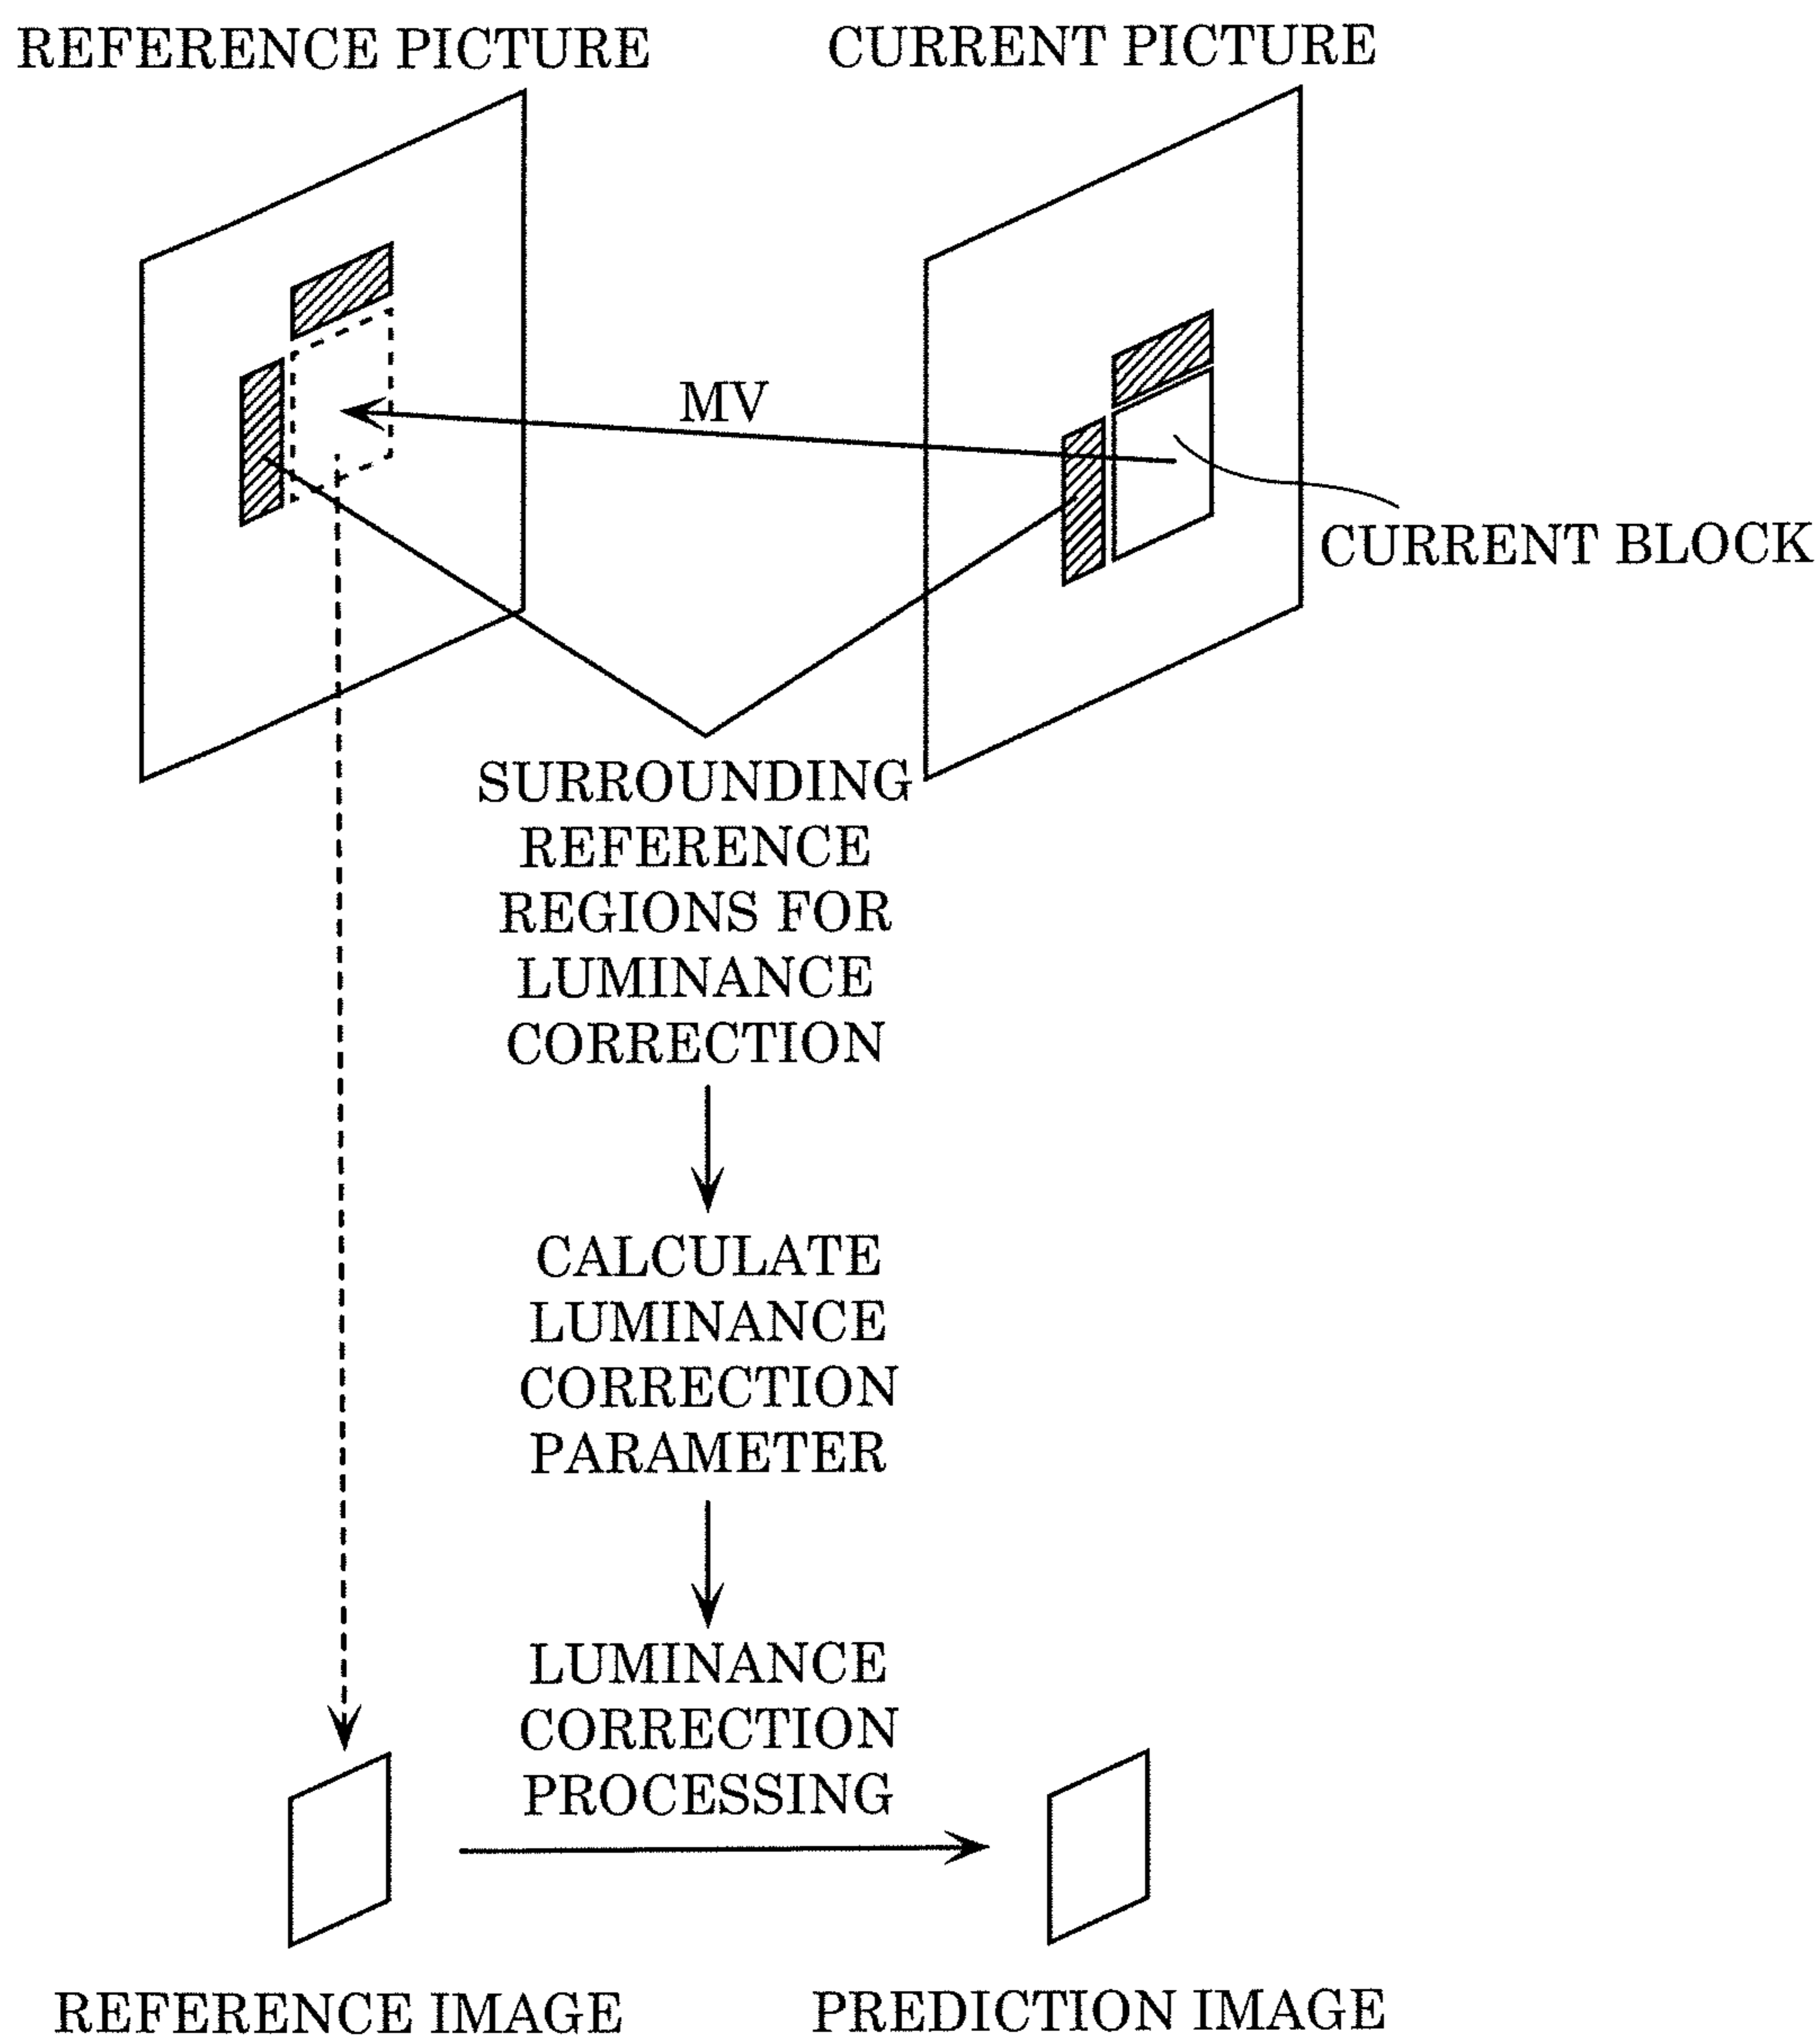 REFERENCE PICTURE
CURRENT PICTURE
MV
CURRENT BLOCK
SURROUNDING
REFERENCE
REGIONS FOR
LUMINANCE
CORRECTION
CALCULATE
LUMINANCE
CORRECTION
PARAMETER
LUMINANCE
CORRECTION
PROCESSING
REFERENCE IMAGE
PREDICTION IMAGE